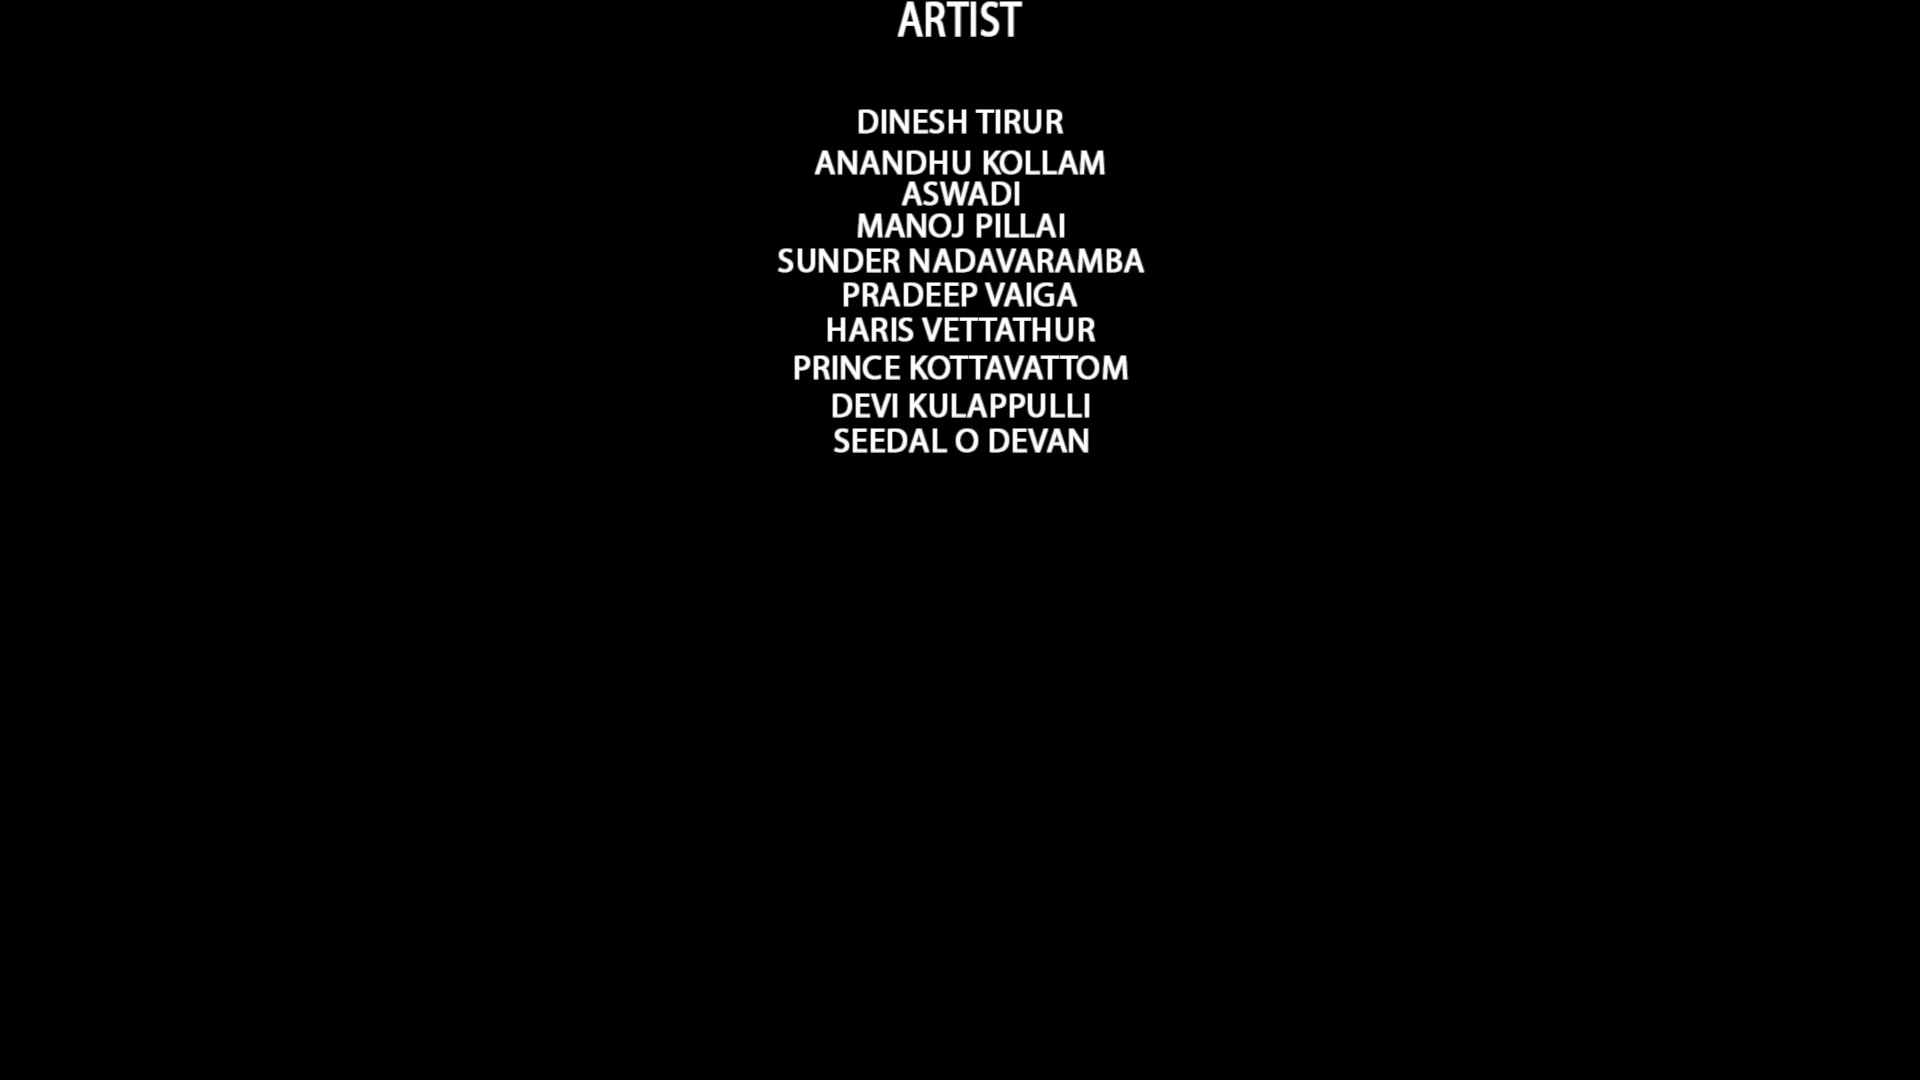 ARTIST
DINESH TIRUR
ANANDHU KOLLAM
ASWADI
MANOJ PILLAI
SUNDER NADAVARAMBA
PRADEEP VAIGA
HARIS VETTATHUR
PRINCE KOTTAVATTOM
DEVI KULAPPULLI
SEEDAL O DEVAN